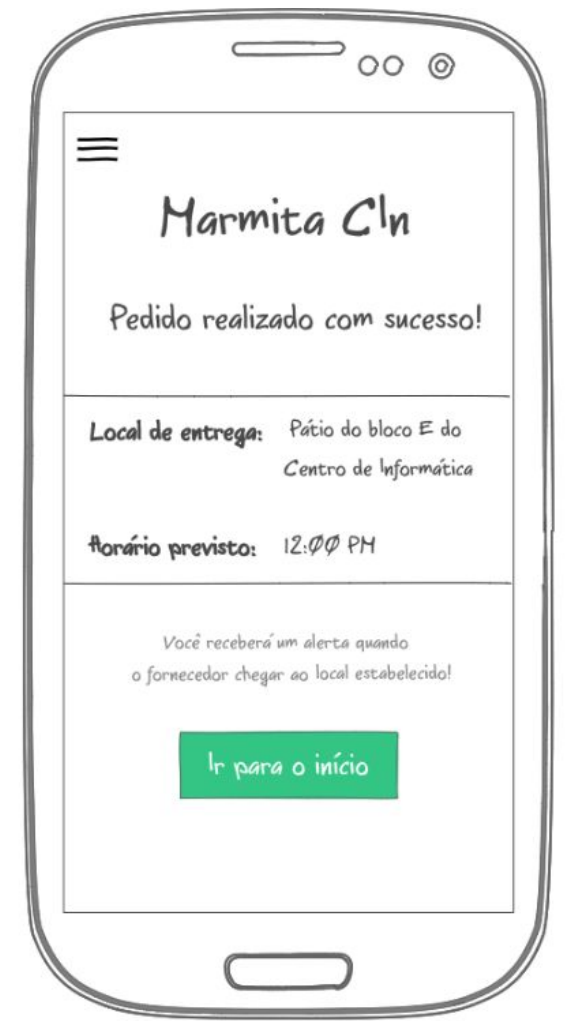 Marmita CIn
Pedido realizado com sucesso!
Local de entrega: Pátio do bloco E do
Centro de Informática
Horário previsto: 12:00 PM
Você receberá um alerta quando
o fornecedor chegar ao local estabelecido!
Ir para o início